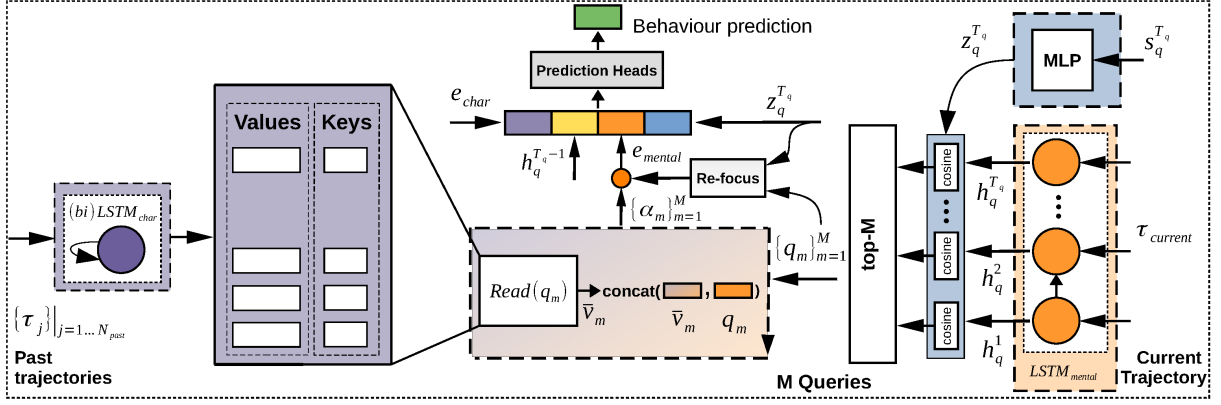 Behaviour prediction
Prediction Heads
e_char
z_q^{T_q}
h_q^{T_q-1}
e_mental
Re-focus
{α_m}_{m=1}^M
{q_m}_{m=1}^M
Values
Keys
(bi) LSTM_char
{τ_j}|_{j=1...N_past}
Past
trajectories
Read(q_m)
v̄_m
concat( , )
v̄_m
q_m
M Queries
top-M
z_q^{T_q}
MLP
s_q^{T_q}
cosine
cosine
cosine
h_q^{T_q}
h_q^2
h_q^1
τ_current
LSTM_mental
Current
Trajectory